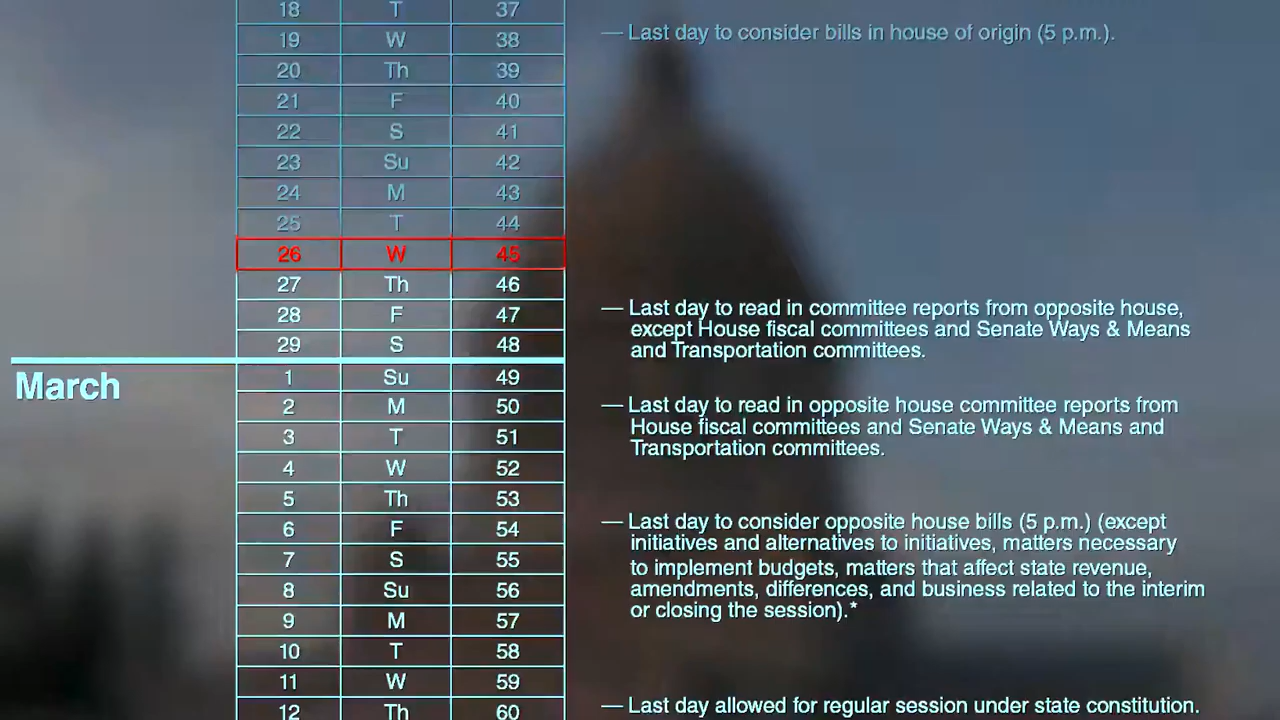 18 T 37
19 W 38 — Last day to consider bills in house of origin (5 p.m.).
20 Th 39
21 F 40
22 S 41
23 Su 42
24 M 43
25 T 44
26 W 45
27 Th 46
28 F 47 — Last day to read in committee reports from opposite house,
except House fiscal committees and Senate Ways & Means
29 S 48
and Transportation committees.
March
1 Su 49
2 M 50 — Last day to read in opposite house committee reports from
House fiscal committees and Senate Ways & Means and
3 T 51
Transportation committees.
4 W 52
5 Th 53
6 F 54 — Last day to consider opposite house bills (5 p.m.) (except
initiatives and alternatives to initiatives, matters necessary
7 S 55
to implement budgets, matters that affect state revenue,
8 Su 56
amendments, differences, and business related to the interim
9 M 57
or closing the session).*
10 T 58
11 W 59
12 Th 60 — Last day allowed for regular session under state constitution.